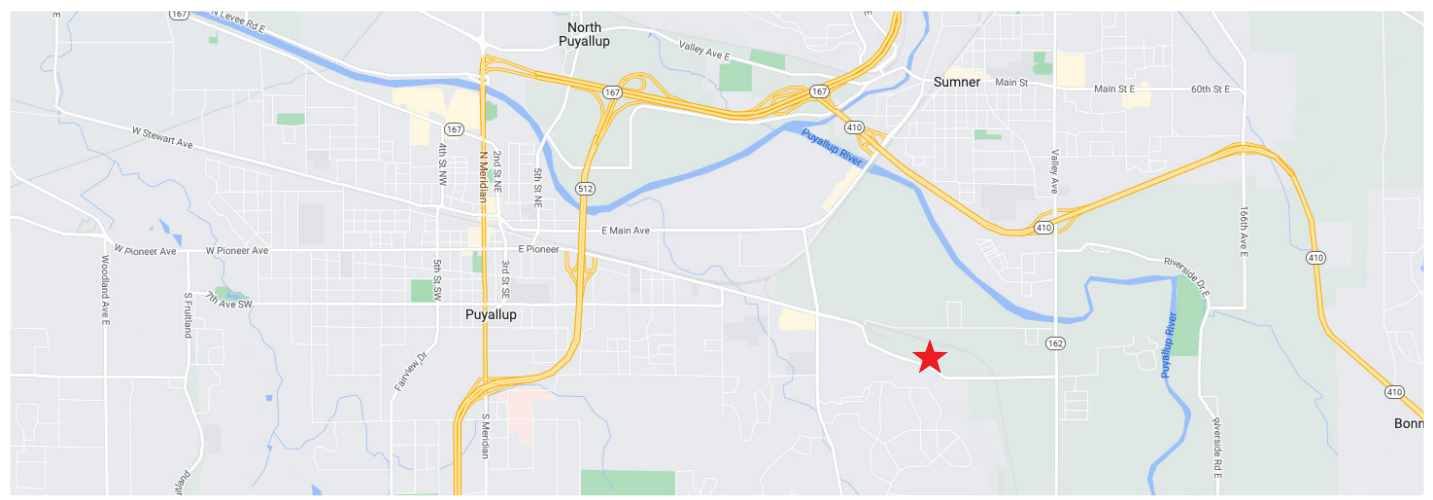 167
N Levee Rd E
E
E
North
Puyallup
Valley Ave E
167
167
Sumner
Main St
Main St E
60th St E
410
167
W Stewart Ave
4th St NW
N Meridian
2nd St NE
5th St NE
Puyallup River
Valley Ave
512
166th Ave E
410
E Main Ave
W Pioneer Ave
W Pioneer Ave
E Pioneer
410
Woodland Ave E
S Fruitland
7th Ave SW
5th St SW
3rd St SE
Riverside Dr E
Puyallup
Puyallup River
162
Fairview Dr
410
S Meridian
Bonn
Riverside Rd E
uitland